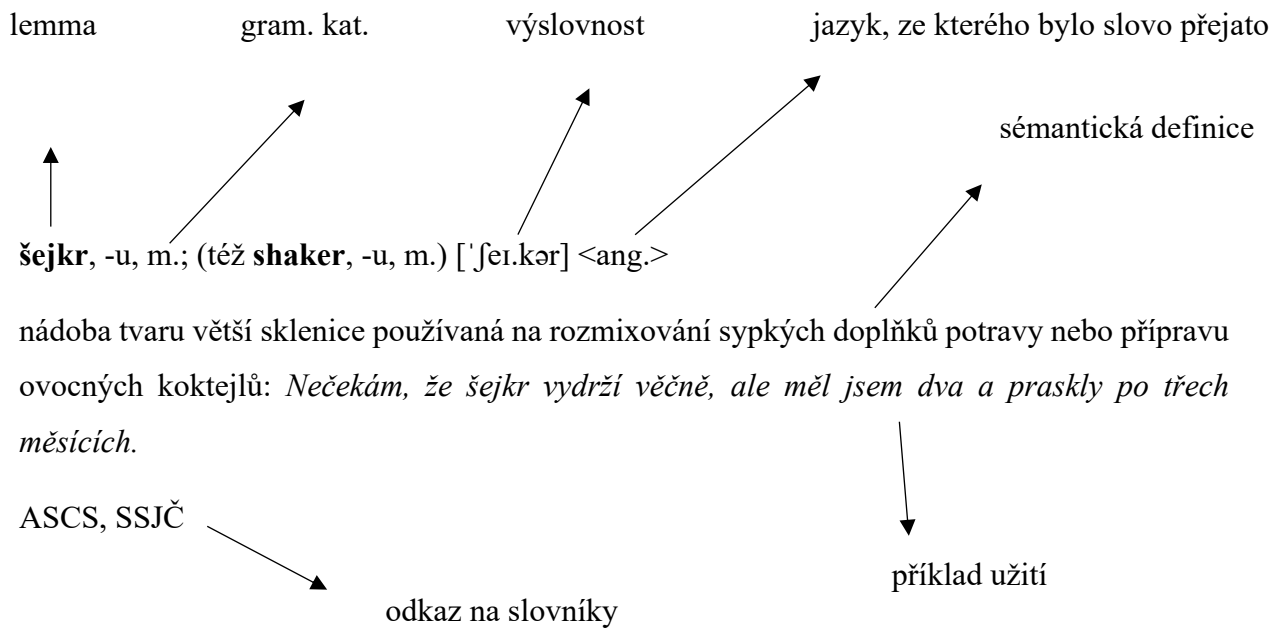 lemma gram. kat. výslovnost jazyk, ze kterého bylo slovo přejato
sémantická definice
šejkr, -u, m.; (též shaker, -u, m.) [ˈʃeɪ.kər] <ang.>
nádoba tvaru větší sklenice používaná na rozmixování sypkých doplňků potravy nebo přípravu
ovocných koktejlů: Nečekám, že šejkr vydrží věčně, ale měl jsem dva a praskly po třech
měsících.
ASCS, SSJČ
příklad užití
odkaz na slovníky